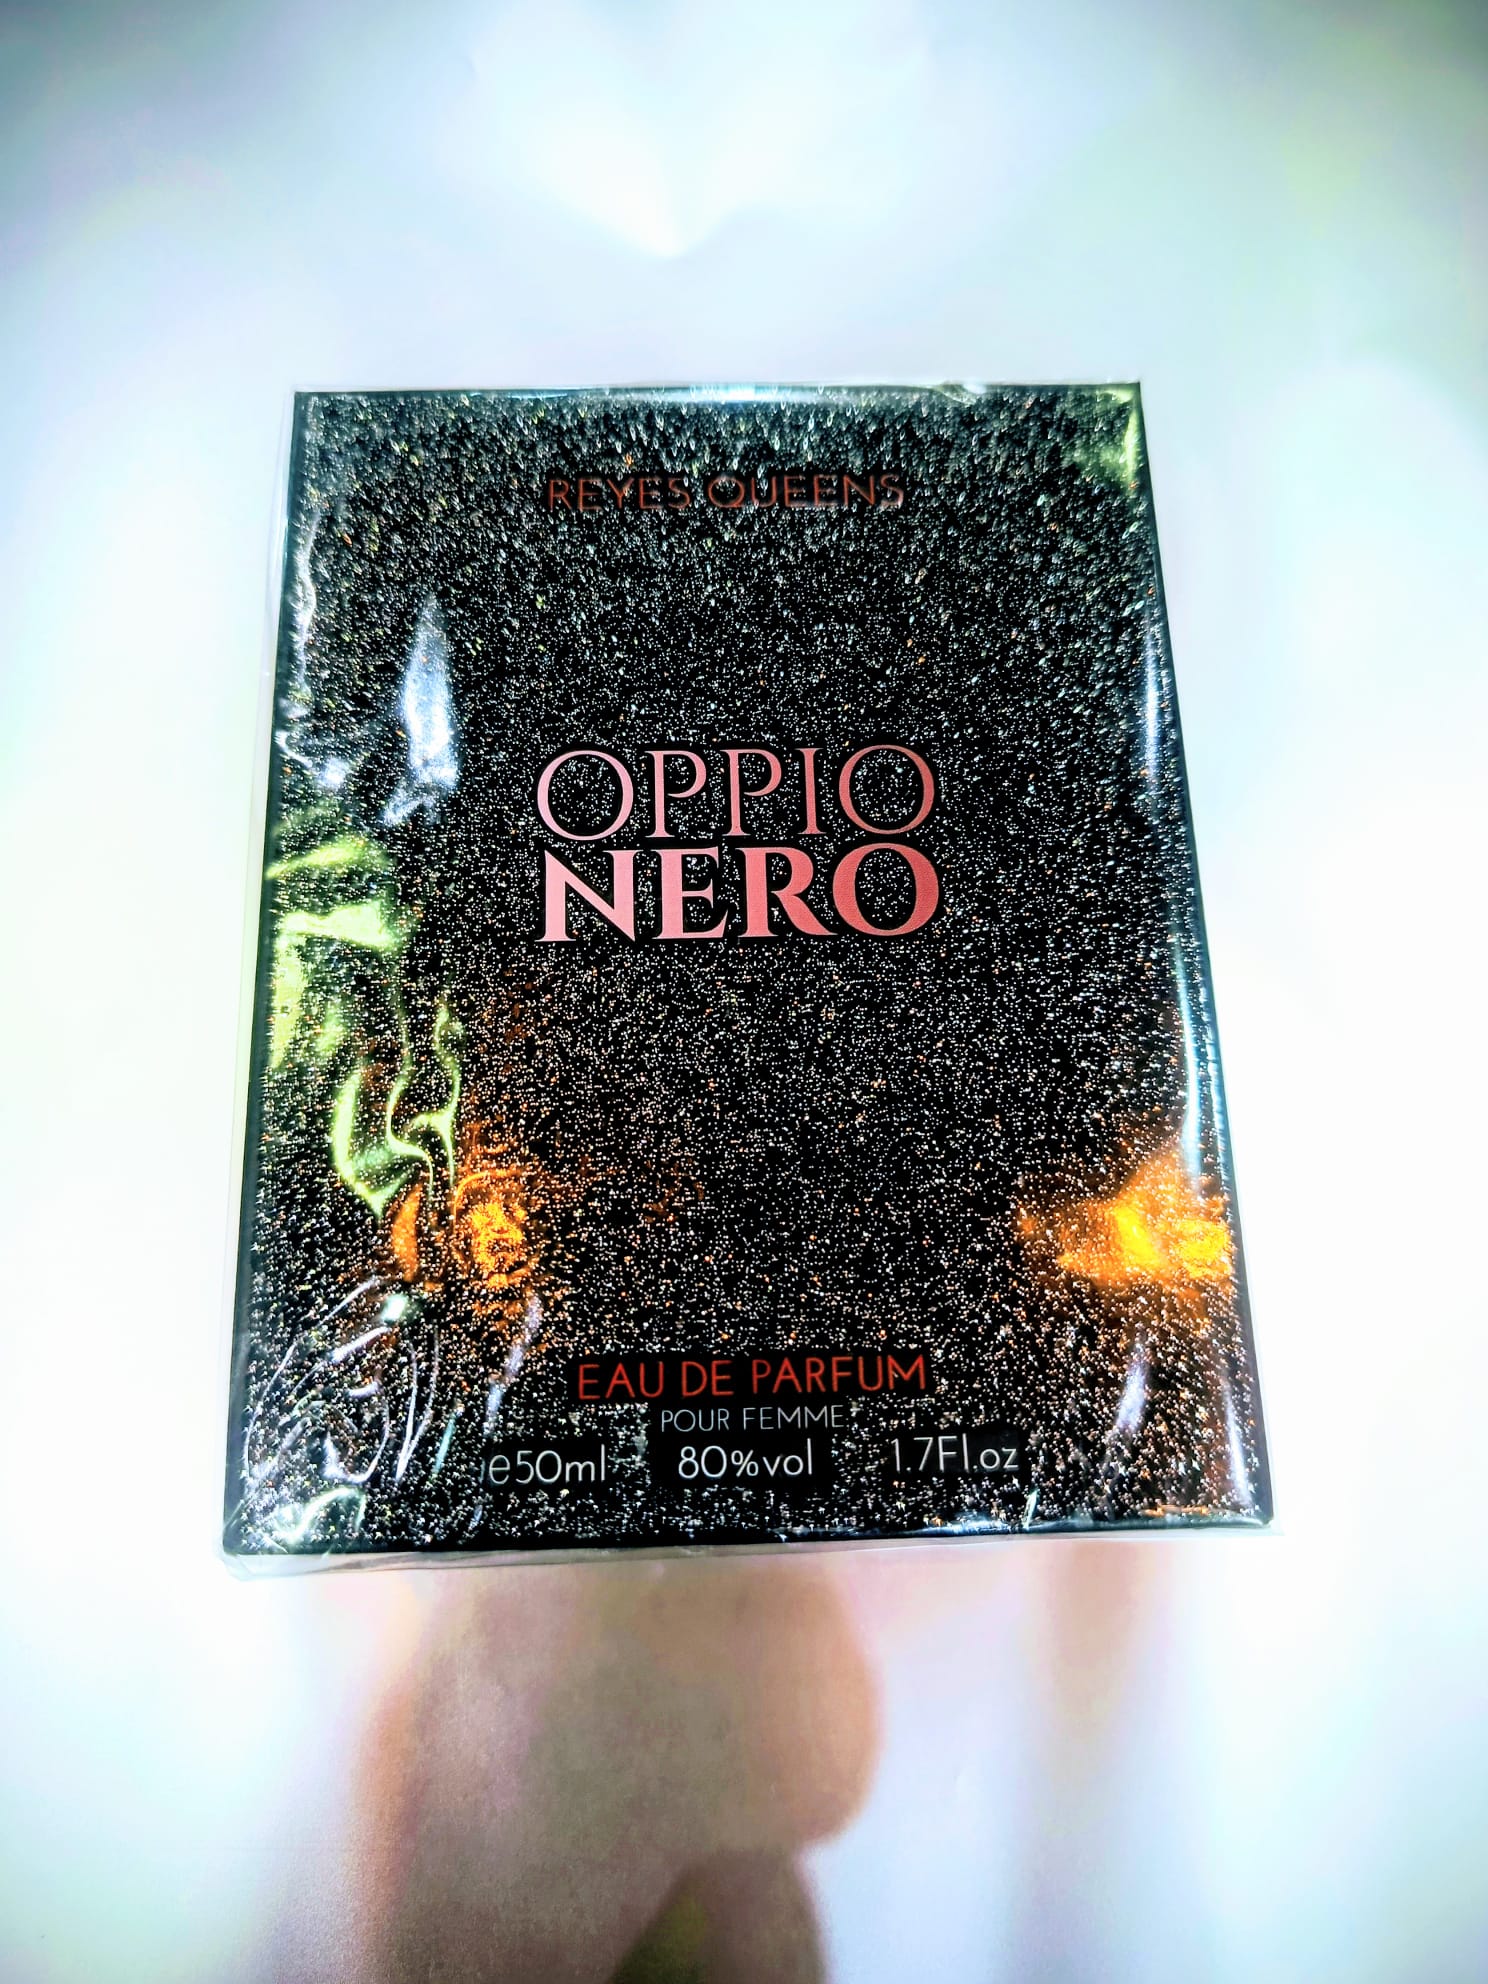 REYES QUEENS
OPPIO
NERO
EAU DE PARFUM
POUR FEMME
e50ml 80%vol 1.7Fl.oz